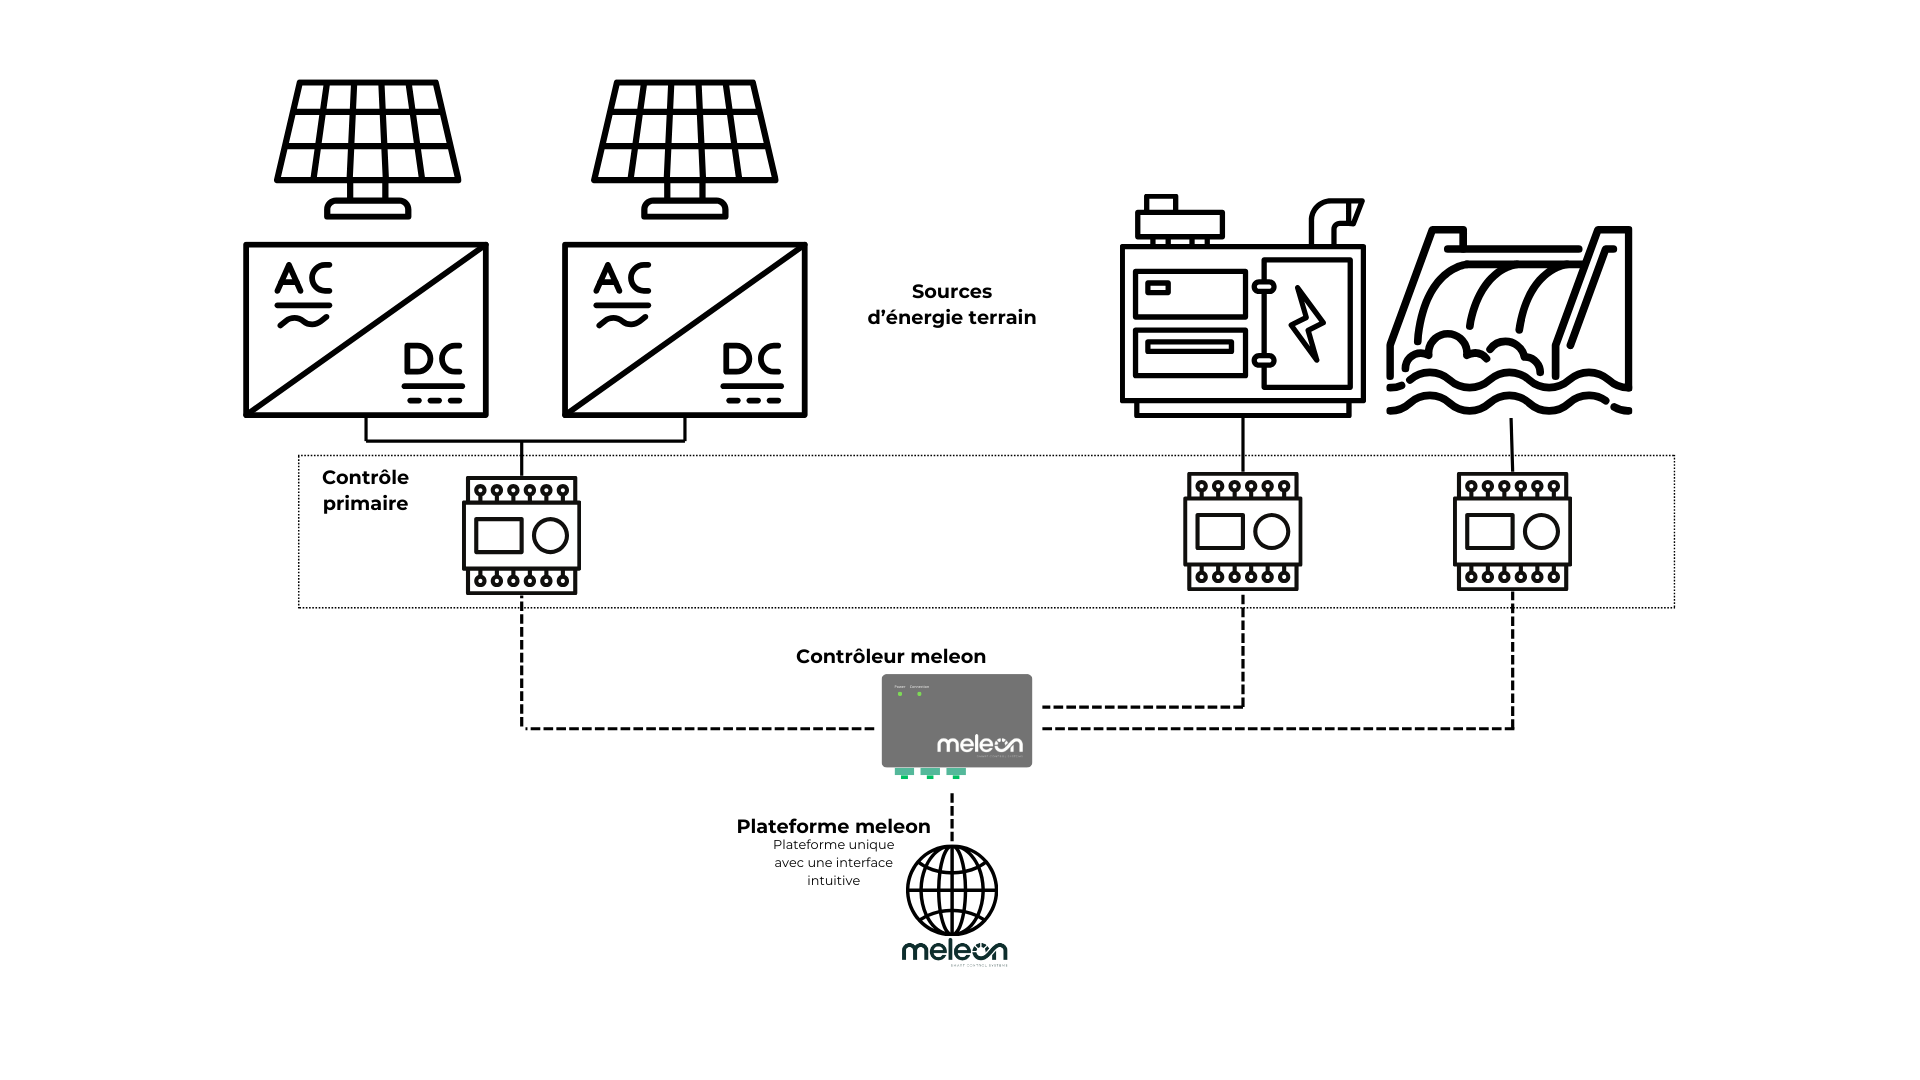 AC
DC
AC
DC
Sources
d’énergie terrain
Contrôle
primaire
Contrôleur meleon
Power Connection
meleon
Plateforme meleon
Plateforme unique
avec une interface
intuitive
meleon
SMART CONTROL SYSTEMS